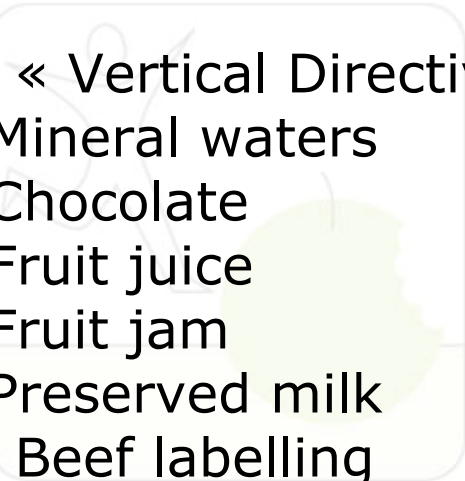 « Vertical Directiv
Mineral waters
Chocolate
Fruit juice
Fruit jam
Preserved milk
Beef labelling